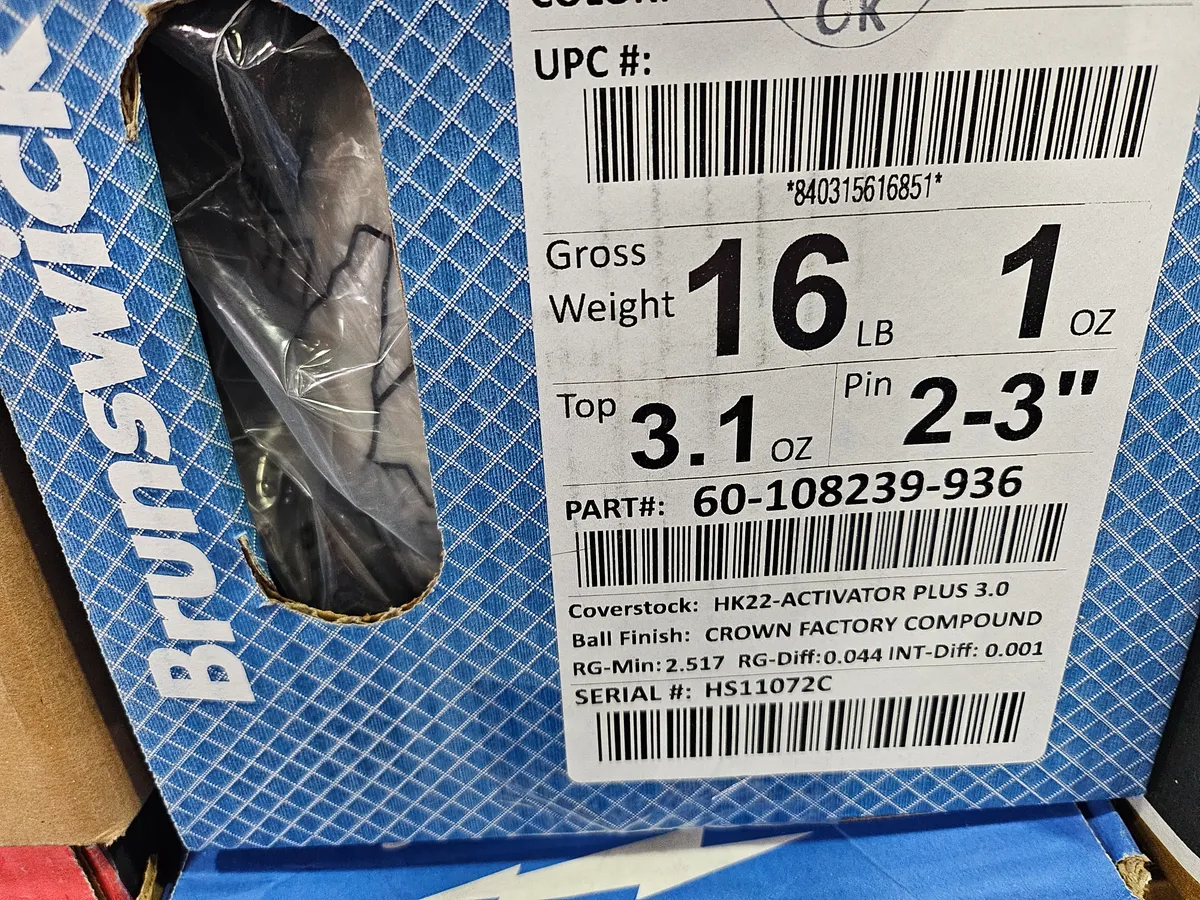 Brunswick
COLOR:
OK
UPC #:
*840315616851*
Gross Weight 16 LB 1 OZ
Top 3.1 OZ Pin 2-3"
PART#: 60-108239-936
Coverstock: HK22-ACTIVATOR PLUS 3.0
Ball Finish: CROWN FACTORY COMPOUND
RG-Min: 2.517 RG-Diff:0.044 INT-Diff: 0.001
SERIAL #: HS11072C